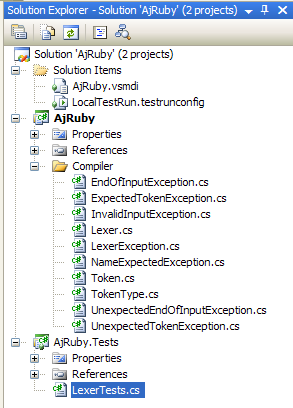 Solution Explorer - Solution 'AjRuby' (2 projects)
Solution 'AjRuby' (2 projects)
Solution Items
AjRuby.vsmdi
LocalTestRun.testrunconfig
AjRuby
Properties
References
Compiler
EndOfInputException.cs
ExpectedTokenException.cs
InvalidInputException.cs
Lexer.cs
LexerException.cs
NameExpectedException.cs
Token.cs
TokenType.cs
UnexpectedEndOfInputException.cs
UnexpectedTokenException.cs
AjRuby.Tests
Properties
References
LexerTests.cs